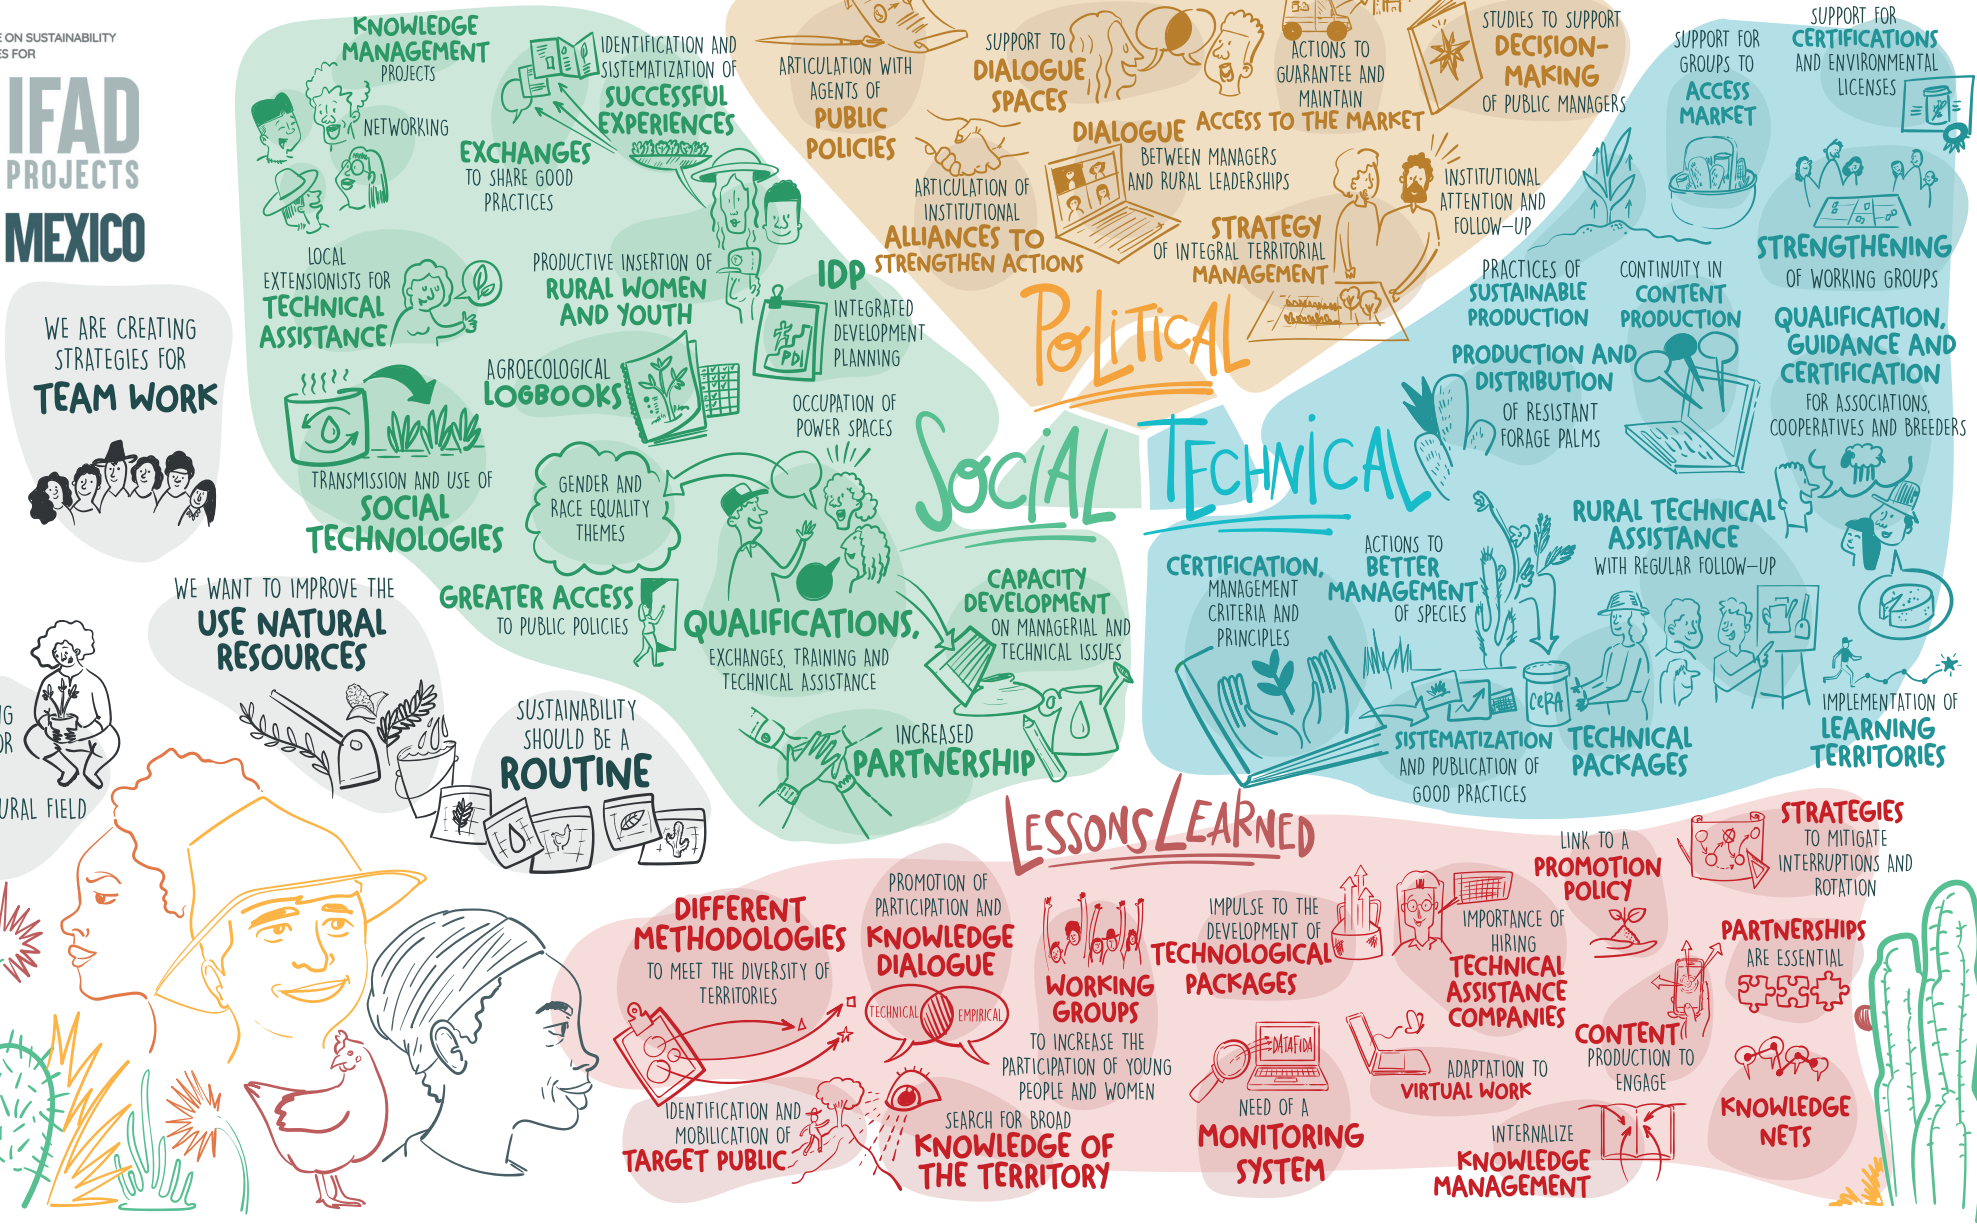 E ON SUSTAINABILITY
ES FOR
IFAD
PROJECTS
MEXICO
WE ARE CREATING
STRATEGIES FOR
TEAM WORK
WE WANT TO IMPROVE THE
USE NATURAL
RESOURCES
SUSTAINABILITY
SHOULD BE A
ROUTINE
NG
OR
URAL FIELD
KNOWLEDGE
MANAGEMENT
PROJECTS
NETWORKING
IDENTIFICATION AND
SISTEMATIZATION OF
SUCCESSFUL
EXPERIENCES
EXCHANGES
TO SHARE GOOD
PRACTICES
LOCAL
EXTENSIONISTS FOR
TECHNICAL
ASSISTANCE
PRODUCTIVE INSERTION OF
RURAL WOMEN
AND YOUTH
IDP
INTEGRATED
DEVELOPMENT
PLANNING
PDI
AGROECOLOGICAL
LOGBOOKS
OCCUPATION OF
POWER SPACES
TRANSMISSION AND USE OF
SOCIAL
TECHNOLOGIES
GENDER AND
RACE EQUALITY
THEMES
GREATER ACCESS
TO PUBLIC POLICIES
QUALIFICATIONS,
EXCHANGES, TRAINING AND
TECHNICAL ASSISTANCE
CAPACITY
DEVELOPMENT
ON MANAGERIAL AND
TECHNICAL ISSUES
INCREASED
PARTNERSHIP
SOCIAL
ARTICULATION WITH
AGENTS OF
PUBLIC
POLICIES
SUPPORT TO
DIALOGUE
SPACES
ACTIONS TO
GUARANTEE AND
MAINTAIN
ACCESS TO THE MARKET
STUDIES TO SUPPORT
DECISION-
MAKING
OF PUBLIC MANAGERS
DIALOGUE
BETWEEN MANAGERS
AND RURAL LEADERSHIPS
ARTICULATION OF
INSTITUTIONAL
ALLIANCES TO
STRENGTHEN ACTIONS
STRATEGY
OF INTEGRAL TERRITORIAL
MANAGEMENT
INSTITUTIONAL
ATTENTION AND
FOLLOW-UP
POLITICAL
TECHNICAL
SUPPORT FOR
GROUPS TO
ACCESS
MARKET
SUPPORT FOR
CERTIFICATIONS
AND ENVIRONMENTAL
LICENSES
STRENGTHENING
OF WORKING GROUPS
PRACTICES OF
SUSTAINABLE
PRODUCTION
CONTINUITY IN
CONTENT
PRODUCTION
QUALIFICATION,
GUIDANCE AND
CERTIFICATION
FOR ASSOCIATIONS,
COOPERATIVES AND BREEDERS
PRODUCTION AND
DISTRIBUTION
OF RESISTANT
FORAGE PALMS
RURAL TECHNICAL
ASSISTANCE
WITH REGULAR FOLLOW-UP
CERTIFICATION,
MANAGEMENT
CRITERIA AND
PRINCIPLES
ACTIONS TO
BETTER
MANAGEMENT
OF SPECIES
CERA
SISTEMATIZATION
AND PUBLICATION OF
GOOD PRACTICES
TECHNICAL
PACKAGES
IMPLEMENTATION OF
LEARNING
TERRITORIES
LESSONS LEARNED
DIFFERENT
METHODOLOGIES
TO MEET THE DIVERSITY OF
TERRITORIES
PROMOTION OF
PARTICIPATION AND
KNOWLEDGE
DIALOGUE
TECHNICAL
EMPIRICAL
WORKING
GROUPS
TO INCREASE THE
PARTICIPATION OF YOUNG
PEOPLE AND WOMEN
IMPULSE TO THE
DEVELOPMENT OF
TECHNOLOGICAL
PACKAGES
IMPORTANCE OF
HIRING
TECHNICAL
ASSISTANCE
COMPANIES
LINK TO A
PROMOTION
POLICY
STRATEGIES
TO MITIGATE
INTERRUPTIONS AND
ROTATION
PARTNERSHIPS
ARE ESSENTIAL
CONTENT
PRODUCTION TO
ENGAGE
IDENTIFICATION AND
MOBILICATION OF
TARGET PUBLIC
SEARCH FOR BROAD
KNOWLEDGE OF
THE TERRITORY
DATAFIDA
NEED OF A
MONITORING
SYSTEM
ADAPTATION TO
VIRTUAL WORK
INTERNALIZE
KNOWLEDGE
MANAGEMENT
KNOWLEDGE
NETS